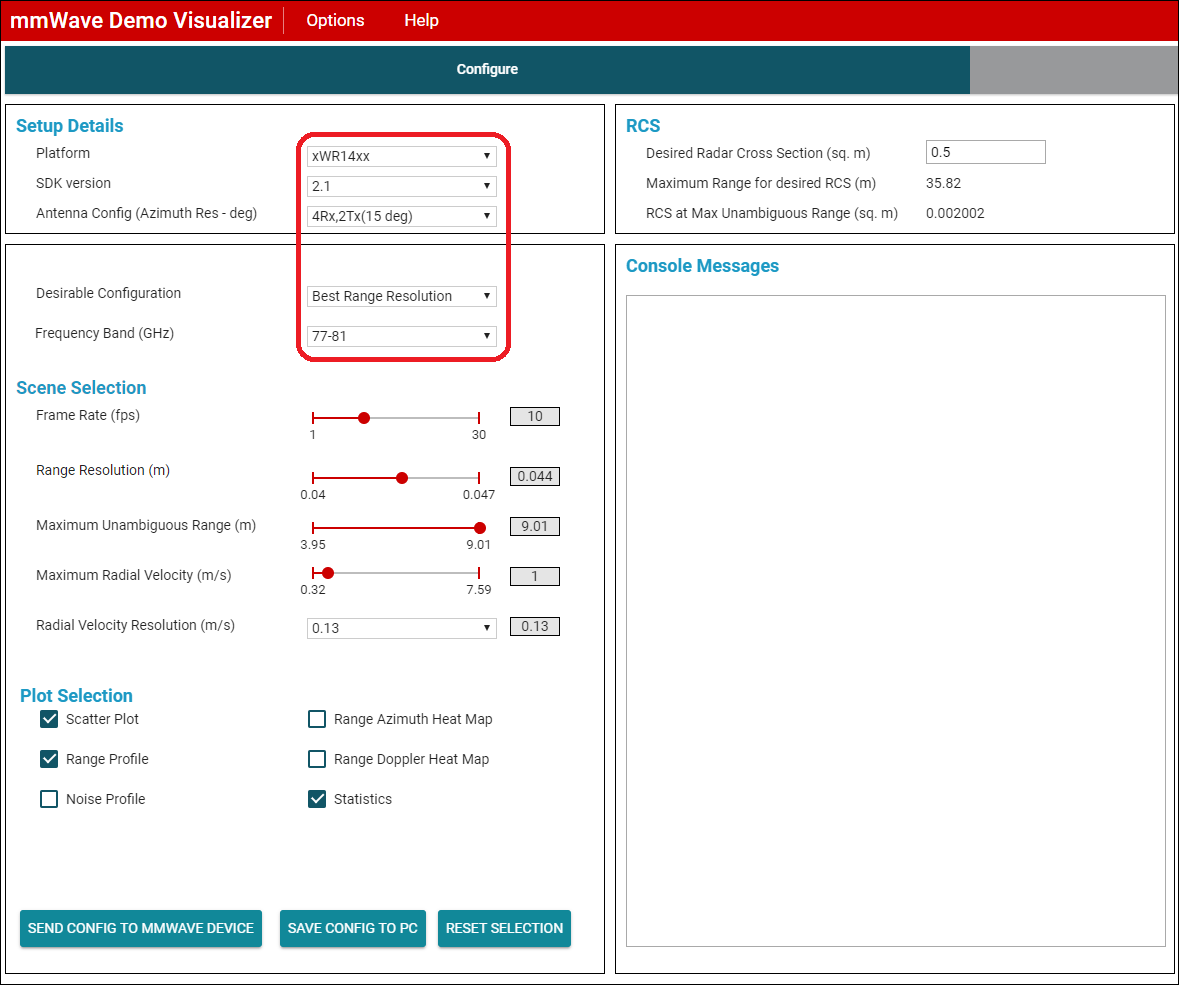 mmWave Demo Visualizer Options Help
Configure
Setup Details
Platform xWR14xx
SDK version 2.1
Antenna Config (Azimuth Res - deg) 4Rx,2Tx(15 deg)
RCS
Desired Radar Cross Section (sq. m) 0.5
Maximum Range for desired RCS (m) 35.82
RCS at Max Unambiguous Range (sq. m) 0.002002
Desirable Configuration Best Range Resolution
Frequency Band (GHz) 77-81
Scene Selection
Frame Rate (fps) 10
1 30
Range Resolution (m) 0.044
0.04 0.047
Maximum Unambiguous Range (m) 9.01
3.95 9.01
Maximum Radial Velocity (m/s) 1
0.32 7.59
Radial Velocity Resolution (m/s) 0.13 0.13
Plot Selection
Scatter Plot Range Azimuth Heat Map
Range Profile Range Doppler Heat Map
Noise Profile Statistics
SEND CONFIG TO MMWAVE DEVICE SAVE CONFIG TO PC RESET SELECTION
Console Messages